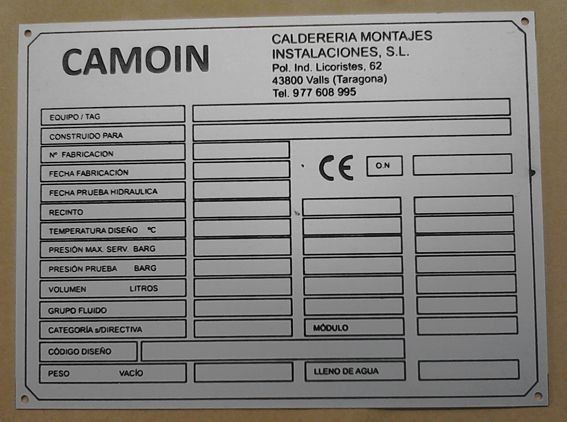 CAMOIN
CALDERERIA MONTAJES
INSTALACIONES, S.L.
Pol. Ind. Licoristes, 62
43800 Valls (Taragona)
Tel. 977 608 995
EQUIPO / TAG
CONSTRUIDO PARA
Nº FABRICACION
FECHA FABRICACIÓN
CE O.N
FECHA PRUEBA HIDRAULICA
RECINTO
TEMPERATURA DISEÑO ºC
PRESIÓN MAX. SERV. BARG
PRESIÓN PRUEBA BARG
VOLUMEN LITROS
GRUPO FLUIDO
CATEGORÍA s/DIRECTIVA MÓDULO
CÓDIGO DISEÑO
PESO VACÍO LLENO DE AGUA